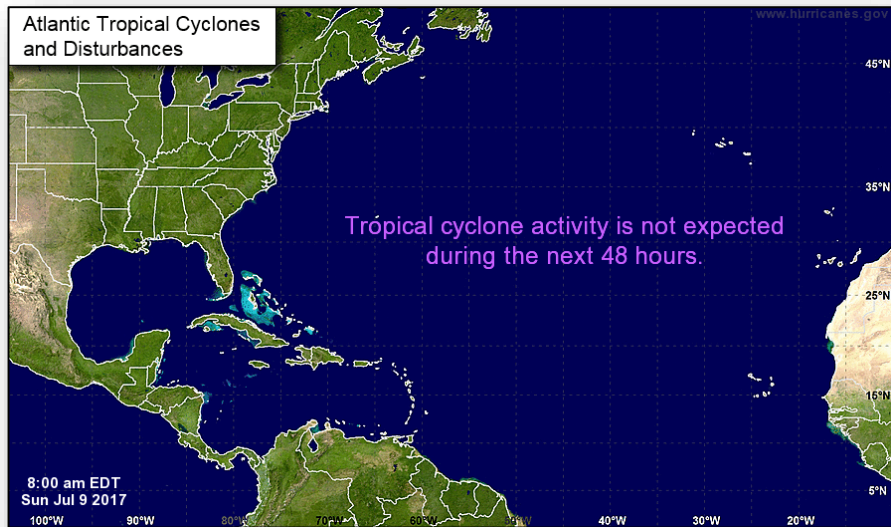 Atlantic Tropical Cyclones
and Disturbances
www.hurricanes.gov
45°N
35°N
Tropical cyclone activity is not expected
during the next 48 hours.
25°N
15°N
8:00 am EDT
Sun Jul 9 2017
5°N
100°W 90°W 80°W 70°W 60°W 50°W 40°W 30°W 20°W